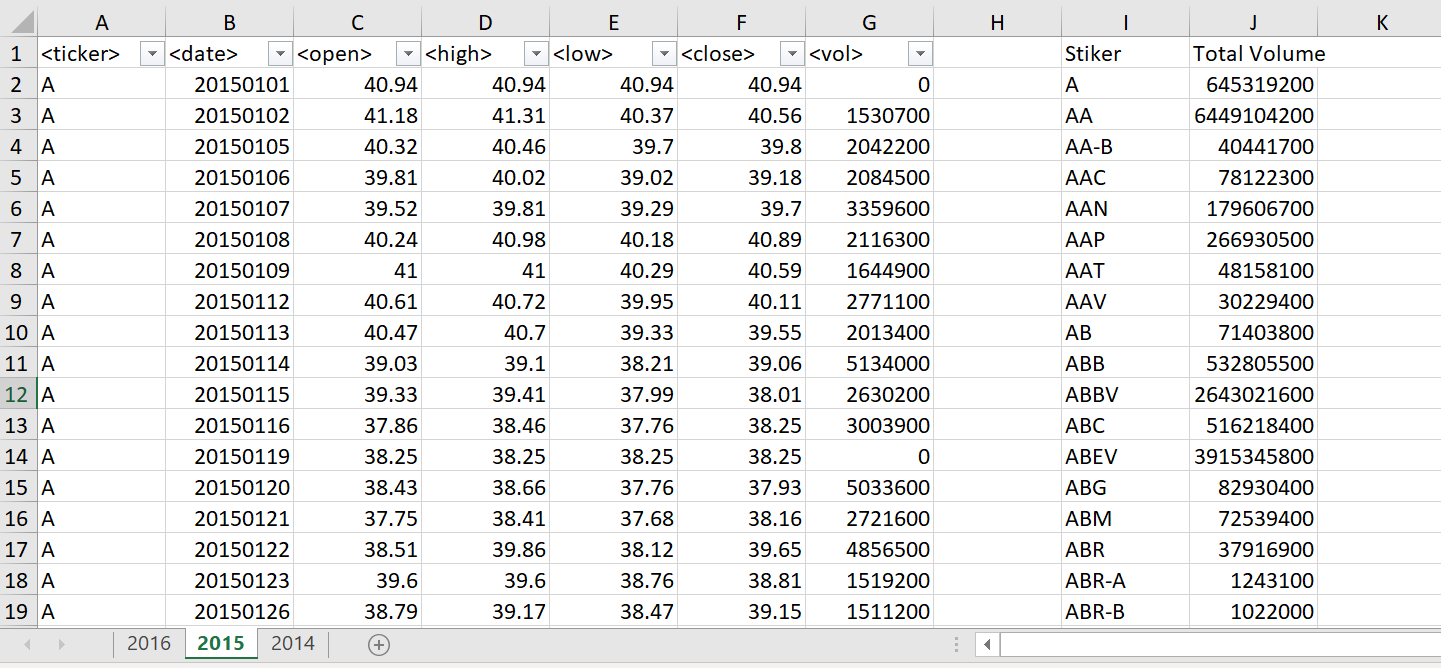 A B C D E F G H I J K
1 <ticker> <date> <open> <high> <low> <close> <vol> Stiker Total Volume
2 A 20150101 40.94 40.94 40.94 40.94 0 A 645319200
3 A 20150102 41.18 41.31 40.37 40.56 1530700 AA 6449104200
4 A 20150105 40.32 40.46 39.7 39.8 2042200 AA-B 40441700
5 A 20150106 39.81 40.02 39.02 39.18 2084500 AAC 78122300
6 A 20150107 39.52 39.81 39.29 39.7 3359600 AAN 179606700
7 A 20150108 40.24 40.98 40.18 40.89 2116300 AAP 266930500
8 A 20150109 41 41 40.29 40.59 1644900 AAT 48158100
9 A 20150112 40.61 40.72 39.95 40.11 2771100 AAV 30229400
10 A 20150113 40.47 40.7 39.33 39.55 2013400 AB 71403800
11 A 20150114 39.03 39.1 38.21 39.06 5134000 ABB 532805500
12 A 20150115 39.33 39.41 37.99 38.01 2630200 ABBV 2643021600
13 A 20150116 37.86 38.46 37.76 38.25 3003900 ABC 516218400
14 A 20150119 38.25 38.25 38.25 38.25 0 ABEV 3915345800
15 A 20150120 38.43 38.66 37.76 37.93 5033600 ABG 82930400
16 A 20150121 37.75 38.41 37.68 38.16 2721600 ABM 72539400
17 A 20150122 38.51 39.86 38.12 39.65 4856500 ABR 37916900
18 A 20150123 39.6 39.6 38.76 38.81 1519200 ABR-A 1243100
19 A 20150126 38.79 39.17 38.47 39.15 1511200 ABR-B 1022000
2016 2015 2014